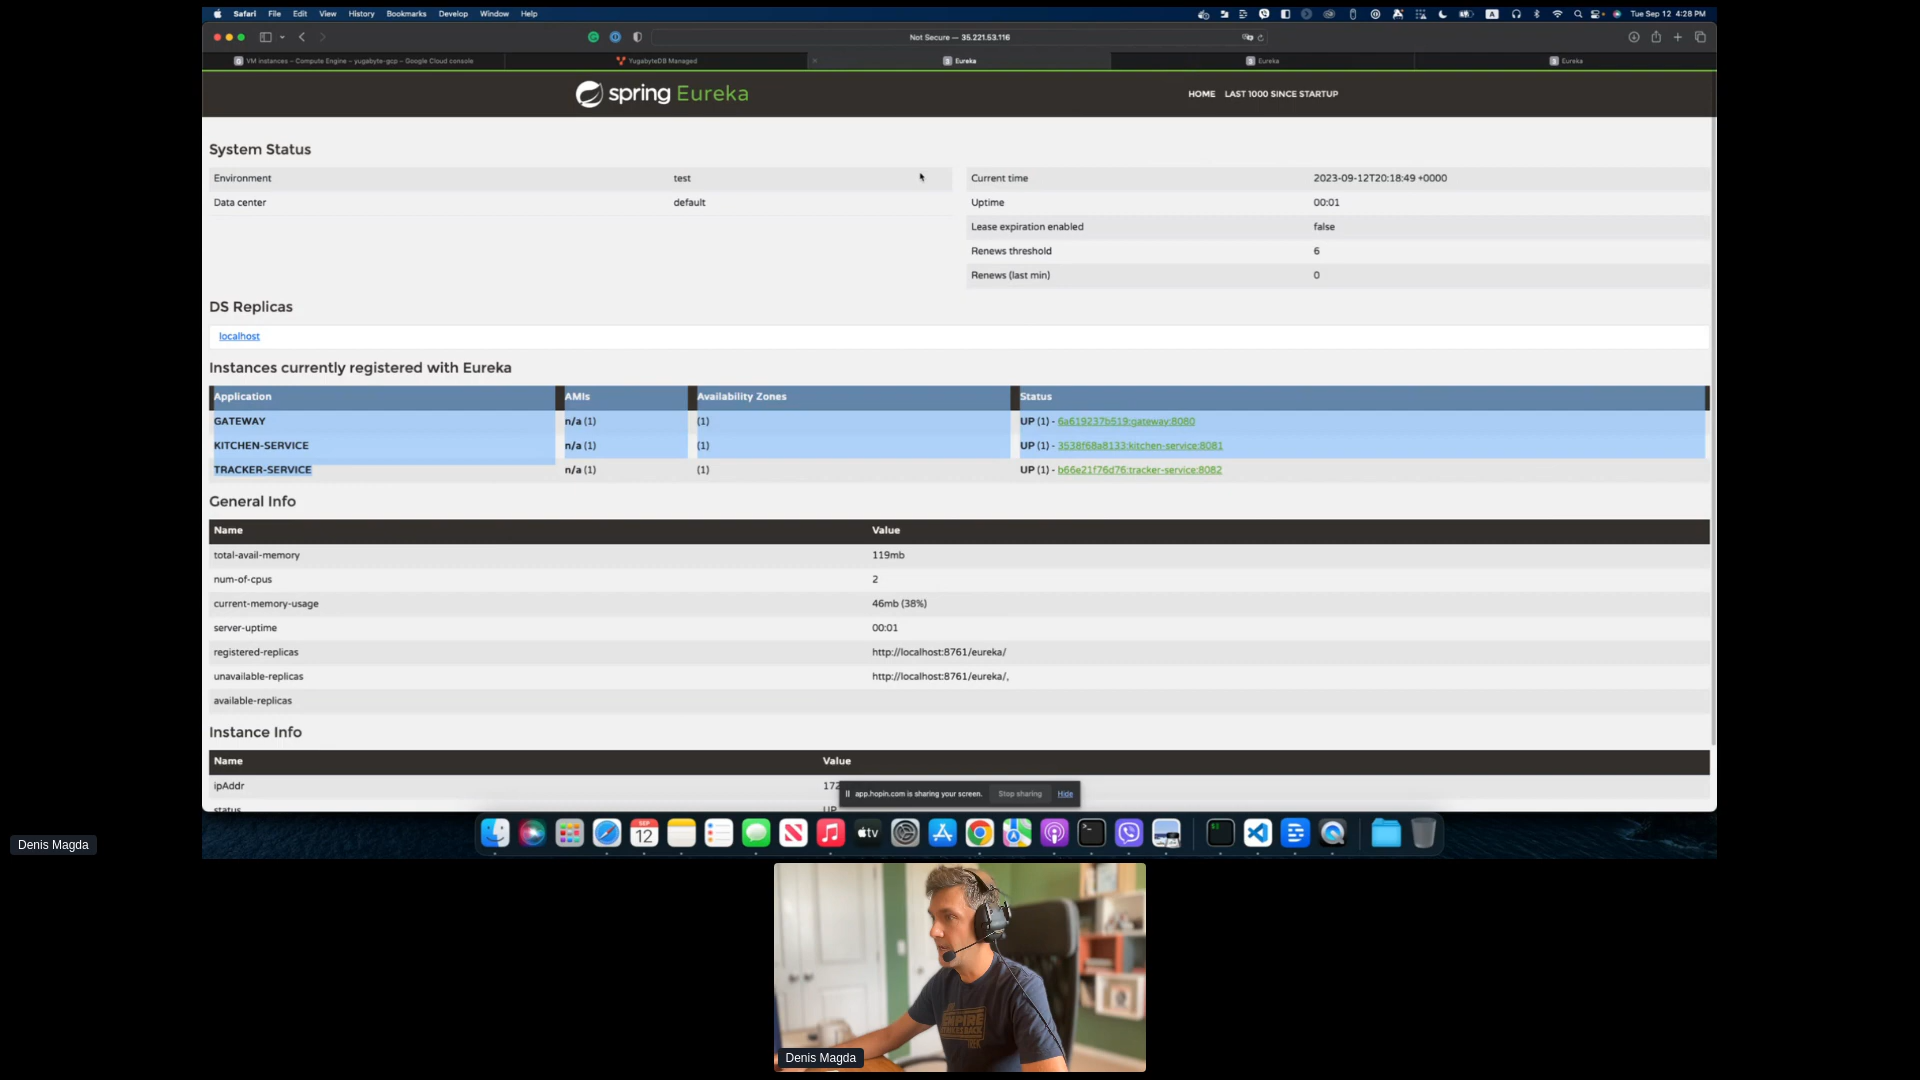 Safari File Edit View History Bookmarks Develop Window Help
A
Tue Sep 12 4:28 PM
Not Secure — 35.221.53.116
VM instances – Compute Engine – yugabyte-gcp – Google Cloud console
YugabyteDB Managed
Eureka
Eureka
Eureka
spring Eureka
HOME LAST 1000 SINCE STARTUP
System Status
Environment test
Data center default
Current time 2023-09-12T20:18:49 +0000
Uptime 00:01
Lease expiration enabled false
Renews threshold 6
Renews (last min) 0
DS Replicas
localhost
Instances currently registered with Eureka
Application AMIs Availability Zones Status
GATEWAY n/a (1) (1) UP (1) - 6a619237b519:gateway:8080
KITCHEN-SERVICE n/a (1) (1) UP (1) - 3538f68a8133:kitchen-service:8081
TRACKER-SERVICE n/a (1) (1) UP (1) - b66e21f76d76:tracker-service:8082
General Info
Name Value
total-avail-memory 119mb
num-of-cpus 2
current-memory-usage 46mb (38%)
server-uptime 00:01
registered-replicas http://localhost:8761/eureka/
unavailable-replicas http://localhost:8761/eureka/,
available-replicas
Instance Info
Name Value
ipAddr 172
status UP
app.hopin.com is sharing your screen. Stop sharing Hide
SEP
12
tv
Denis Magda
EMPIRE
Denis Magda